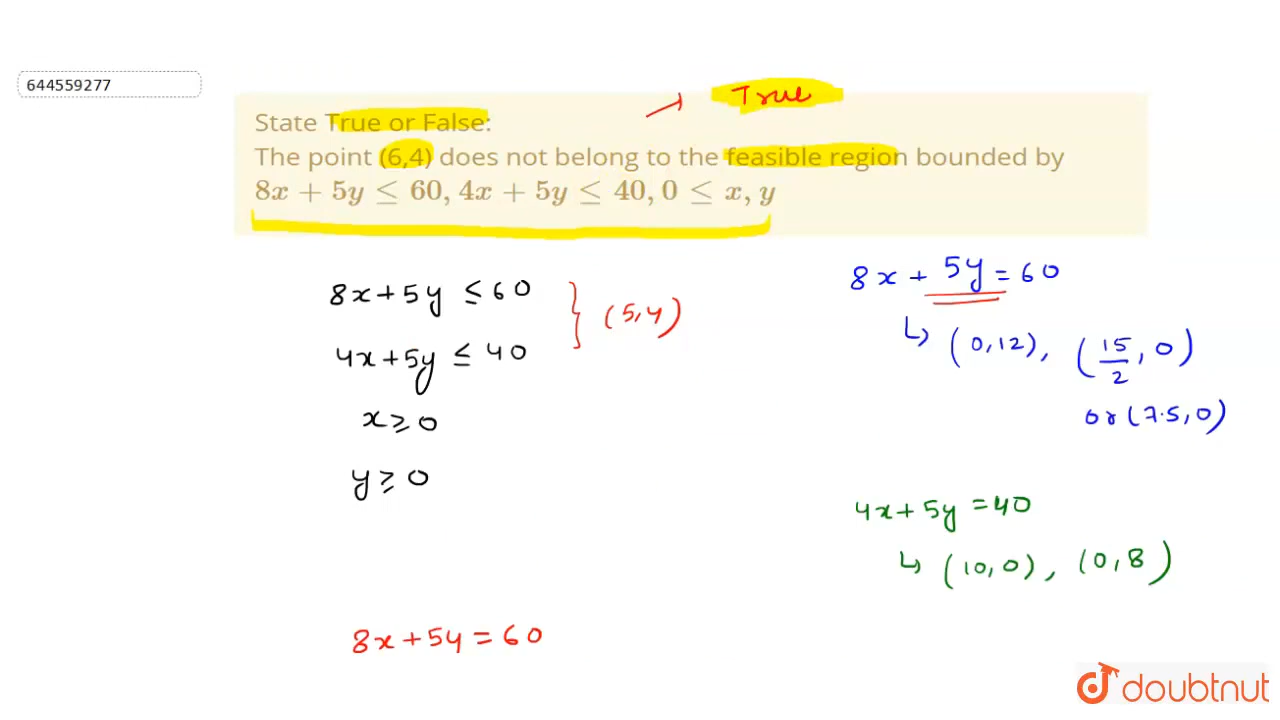 644559277
True
State True or False:
The point (6,4) does not belong to the feasible region bounded by
8x + 5y ≤ 60, 4x + 5y ≤ 40, 0 ≤ x, y
8x+5y ≤ 60
4x+5y ≤ 40
(5,4)
x ≥ 0
y ≥ 0
8x + 5y = 60
↳ (0,12), (15/2, 0)
or (7.5, 0)
4x+5y = 40
↳ (10, 0), (0, 8)
8x+5y = 60
doubtnut